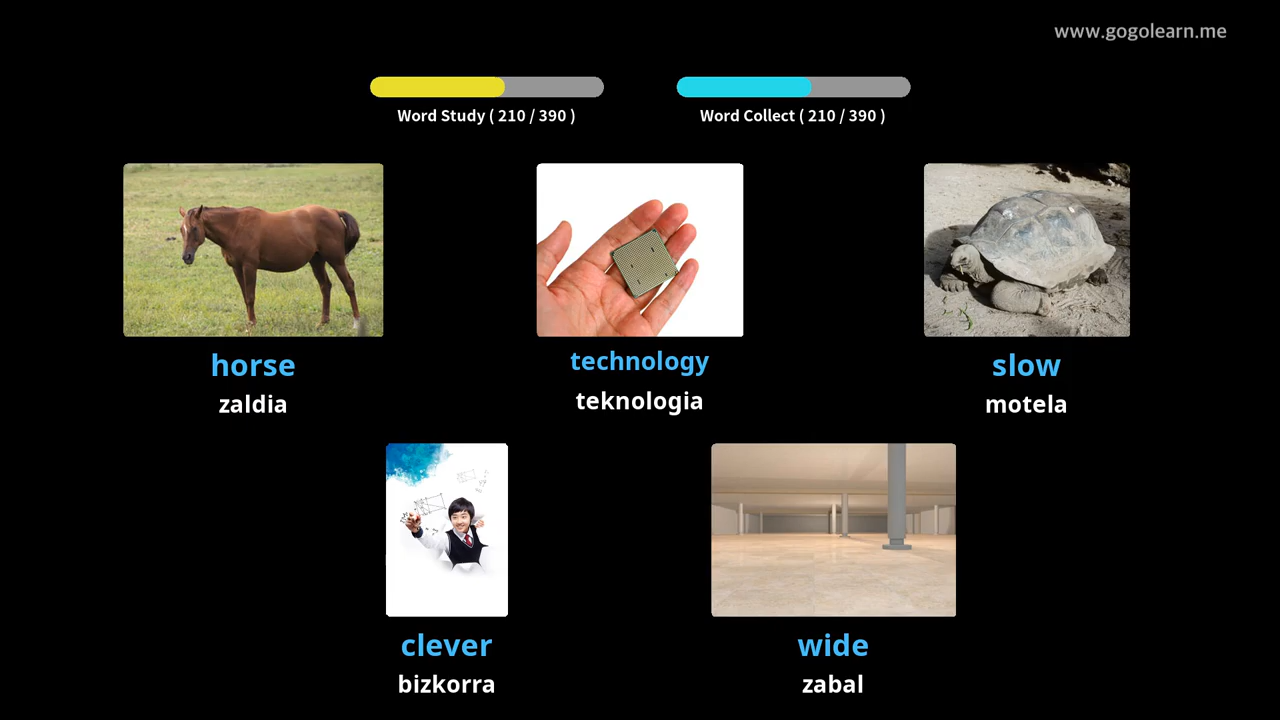 www.gogolearn.me
Word Study ( 210 / 390 )
Word Collect ( 210 / 390 )
horse
zaldia
technology
teknologia
slow
motela
clever
bizkorra
wide
zabal